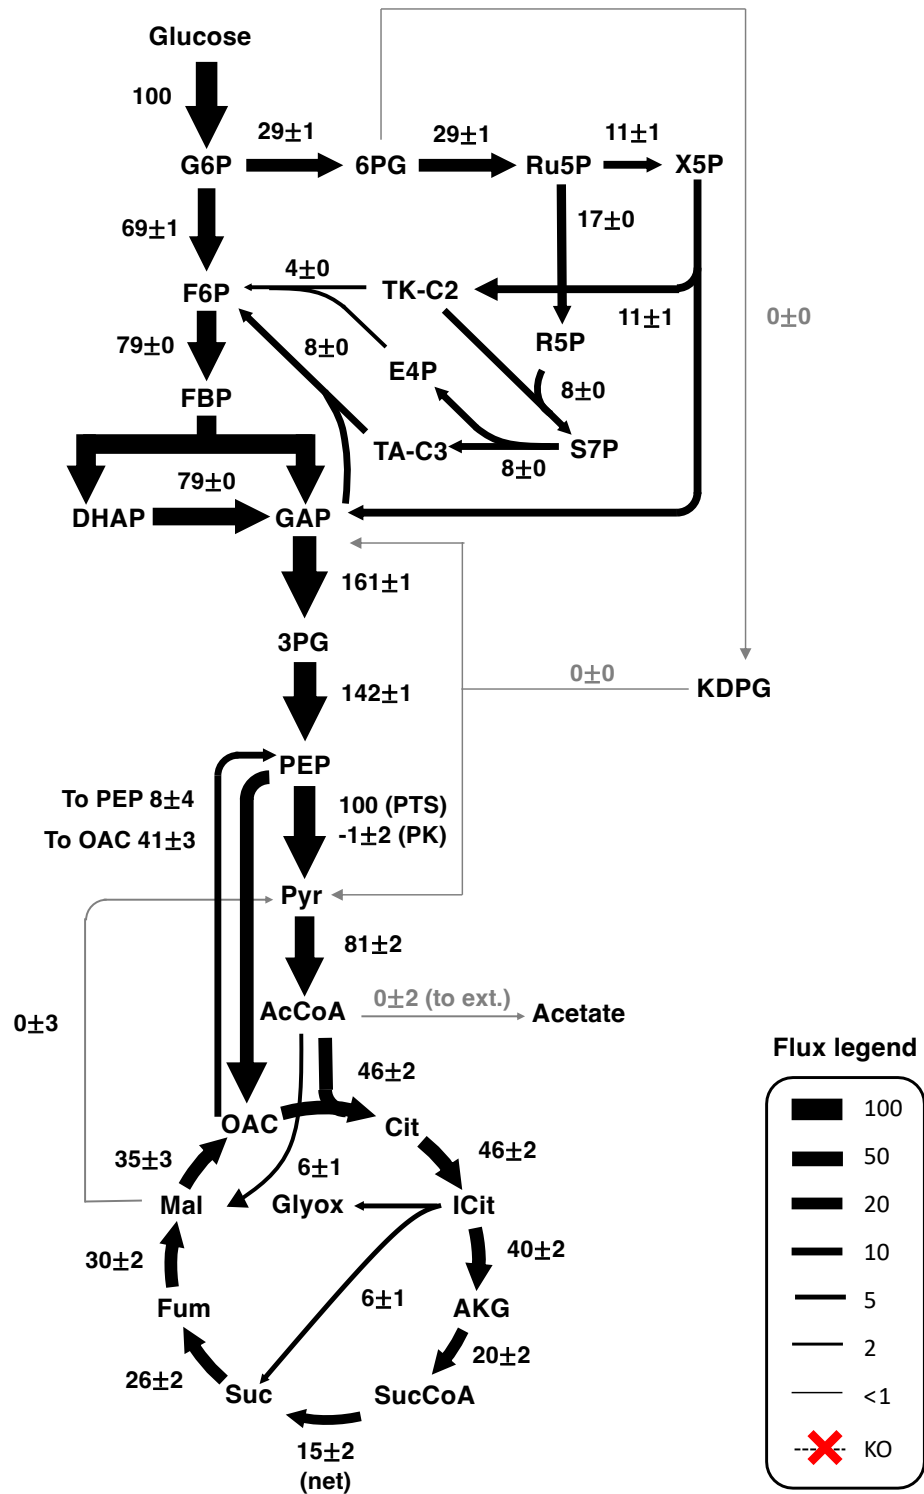 Glucose
100
29±1
29±1
11±1
G6P
6PG
Ru5P
X5P
69±1
17±0
4±0
F6P
TK-C2
11±1
0±0
79±0
8±0
R5P
E4P
8±0
FBP
TA-C3
S7P
8±0
79±0
DHAP
GAP
161±1
3PG
0±0
KDPG
142±1
PEP
To PEP 8±4
To OAC 41±3
100 (PTS)
-1±2 (PK)
Pyr
81±2
0±2 (to ext.)
AcCoA
Acetate
0±3
46±2
OAC
Cit
35±3
6±1
46±2
Mal
Glyox
ICit
30±2
40±2
6±1
Fum
AKG
20±2
26±2
Suc
SucCoA
15±2
(net)
Flux legend
100
50
20
10
5
2
<1
KO